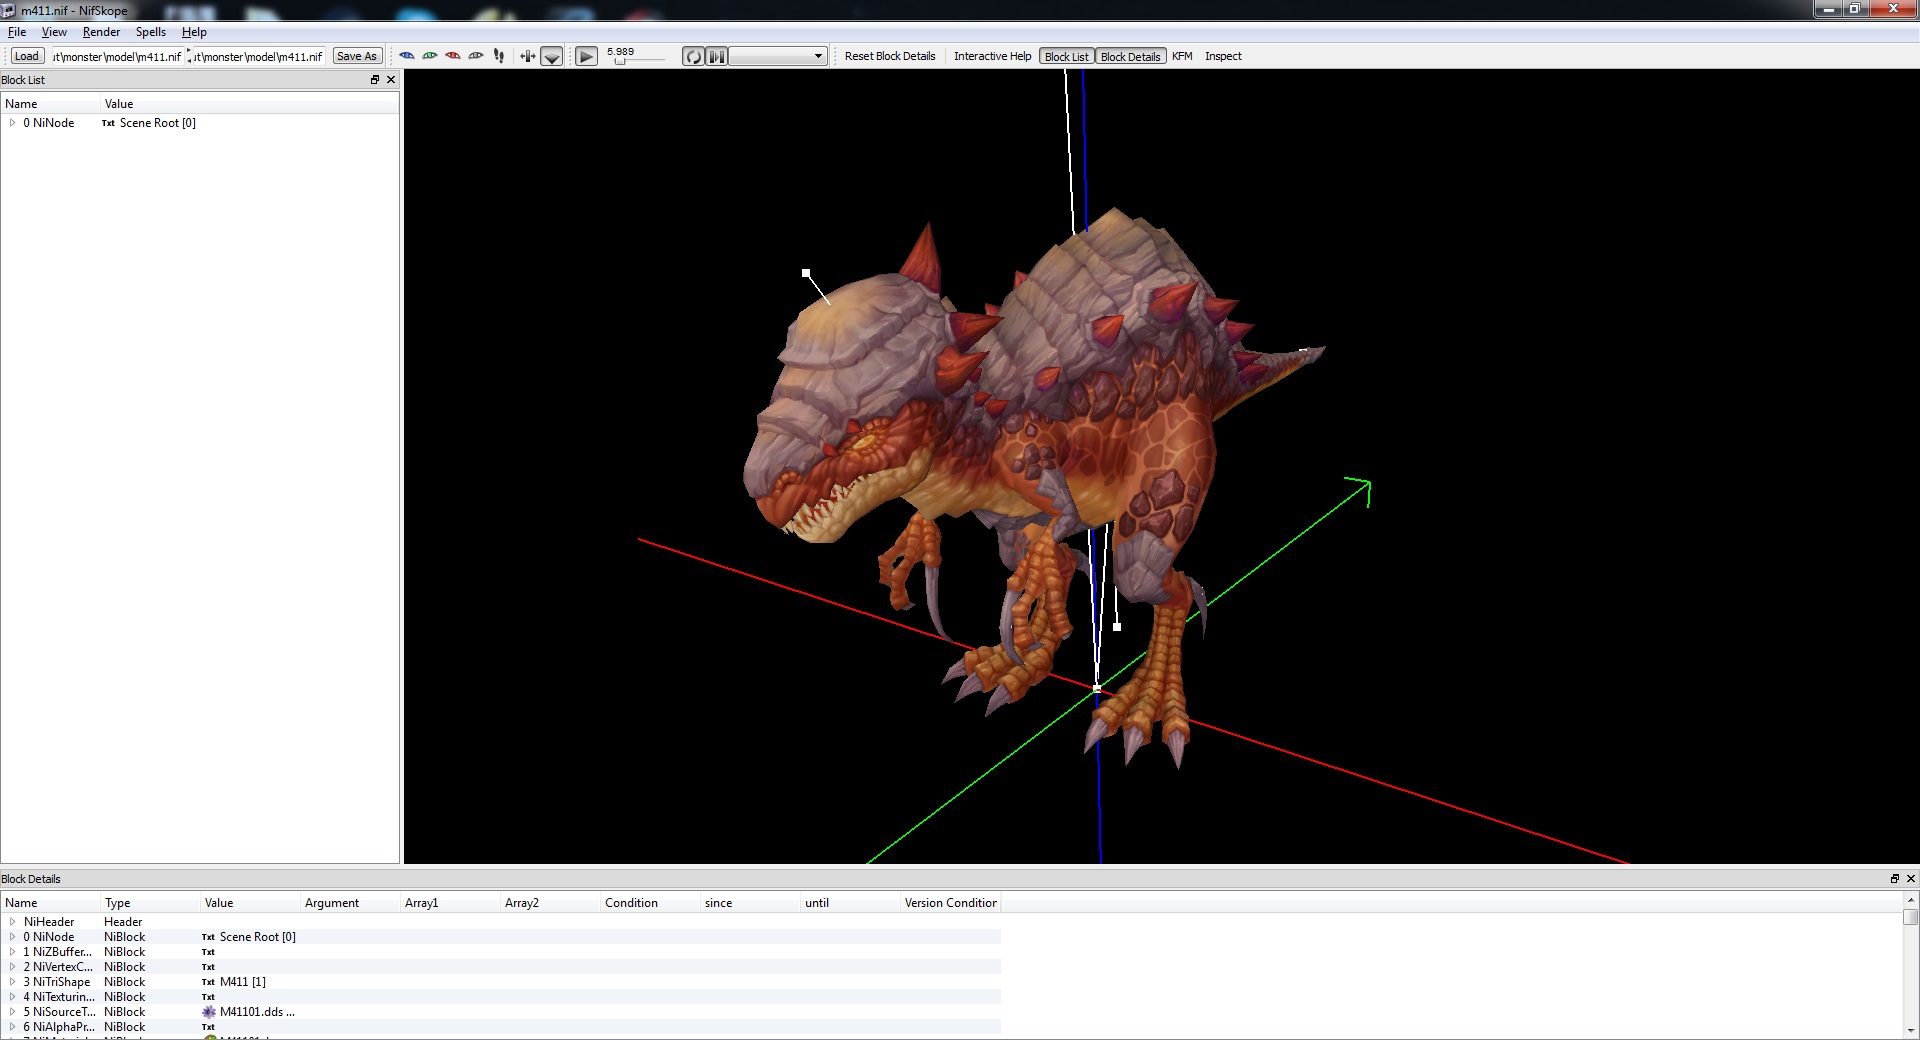 m411.nif - NifSkope
File View Render Spells Help
Load ut\monster\model\m411.nif ut\monster\model\m411.nif Save As 5.989 Reset Block Details Interactive Help Block List Block Details KFM Inspect
Block List
Name Value
0 NiNode Txt Scene Root [0]
Block Details
Name Type Value Argument Array1 Array2 Condition since until Version Condition
NiHeader Header
0 NiNode NiBlock Txt Scene Root [0]
1 NiZBuffer... NiBlock Txt
2 NiVertexC... NiBlock Txt
3 NiTriShape NiBlock Txt M411 [1]
4 NiTexturin... NiBlock Txt
5 NiSourceT... NiBlock M41101.dds ...
6 NiAlphaPr... NiBlock Txt